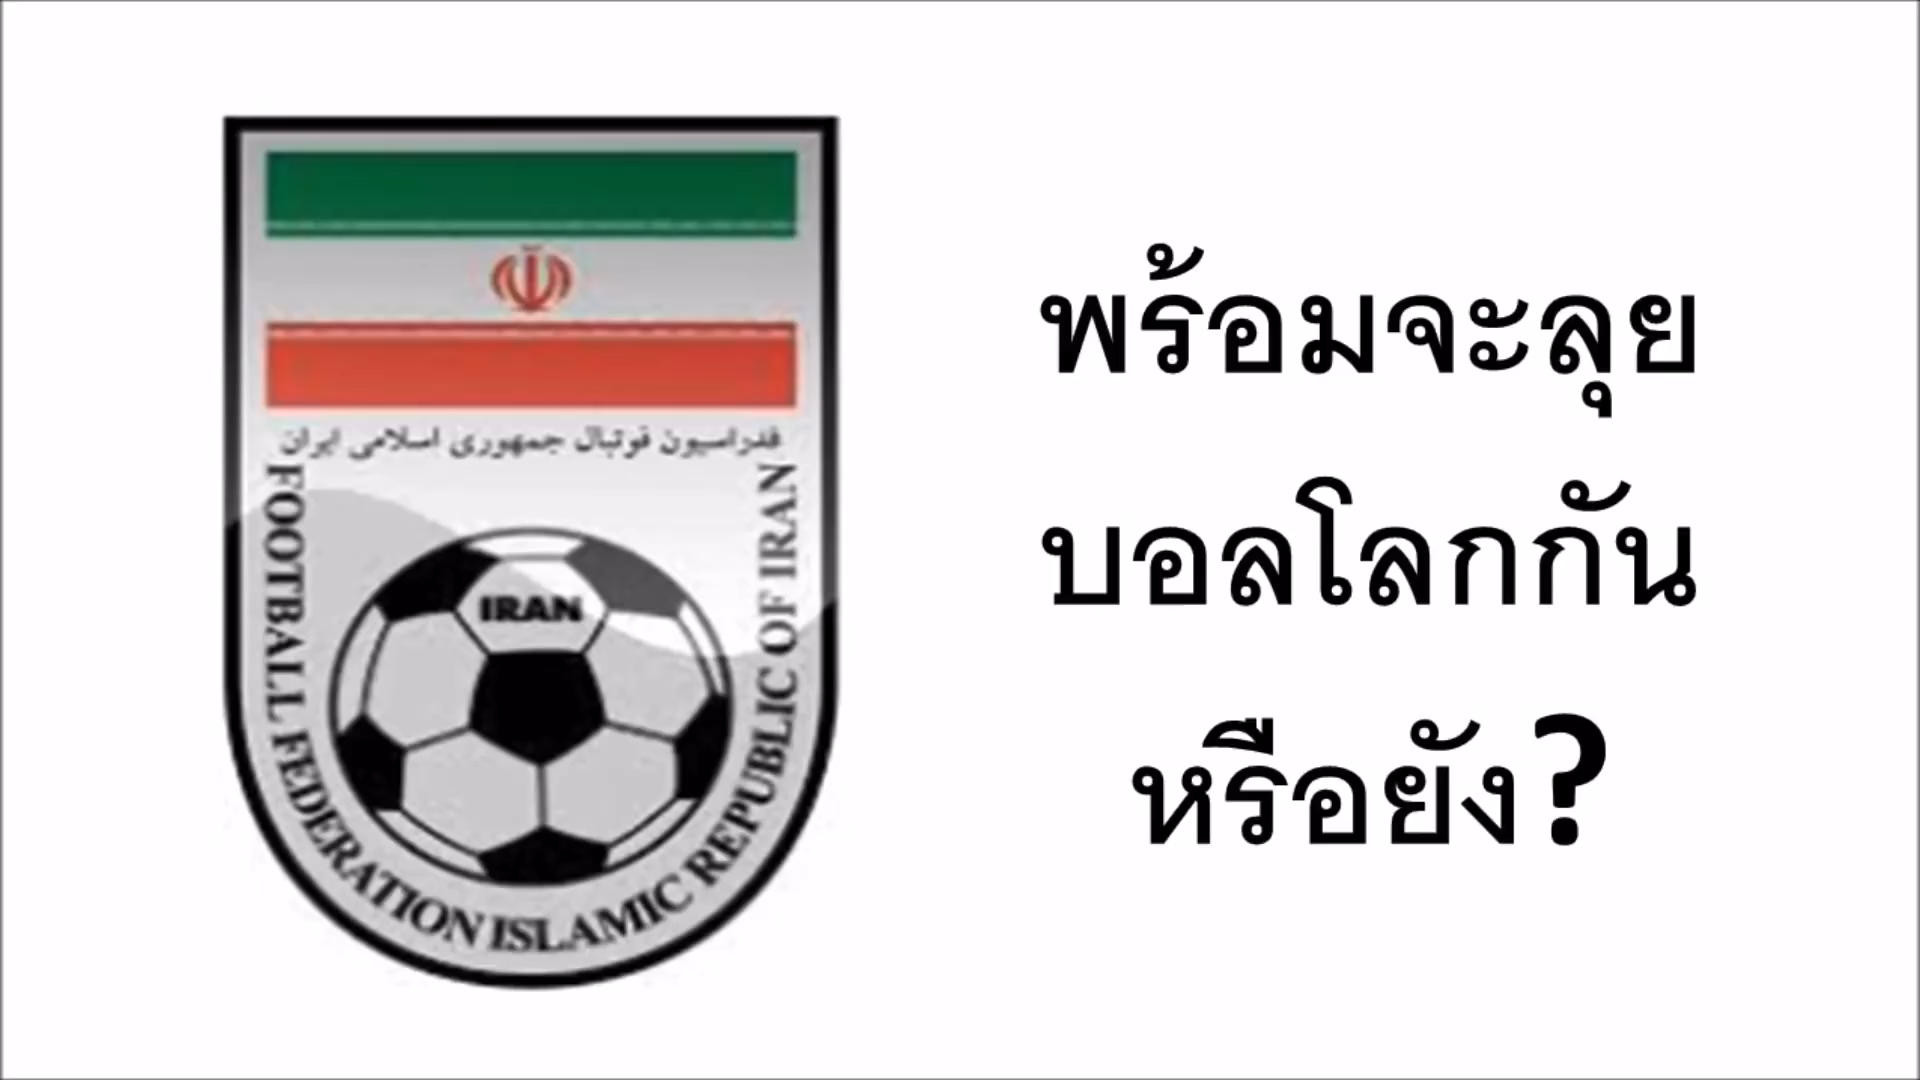 فدراسیون فوتبال جمهوری اسلامی ایران
FOOTBALL FEDERATION ISLAMIC REPUBLIC OF IRAN
IRAN
พร้อมจะลุย
บอลโลกกัน
หรือยัง?